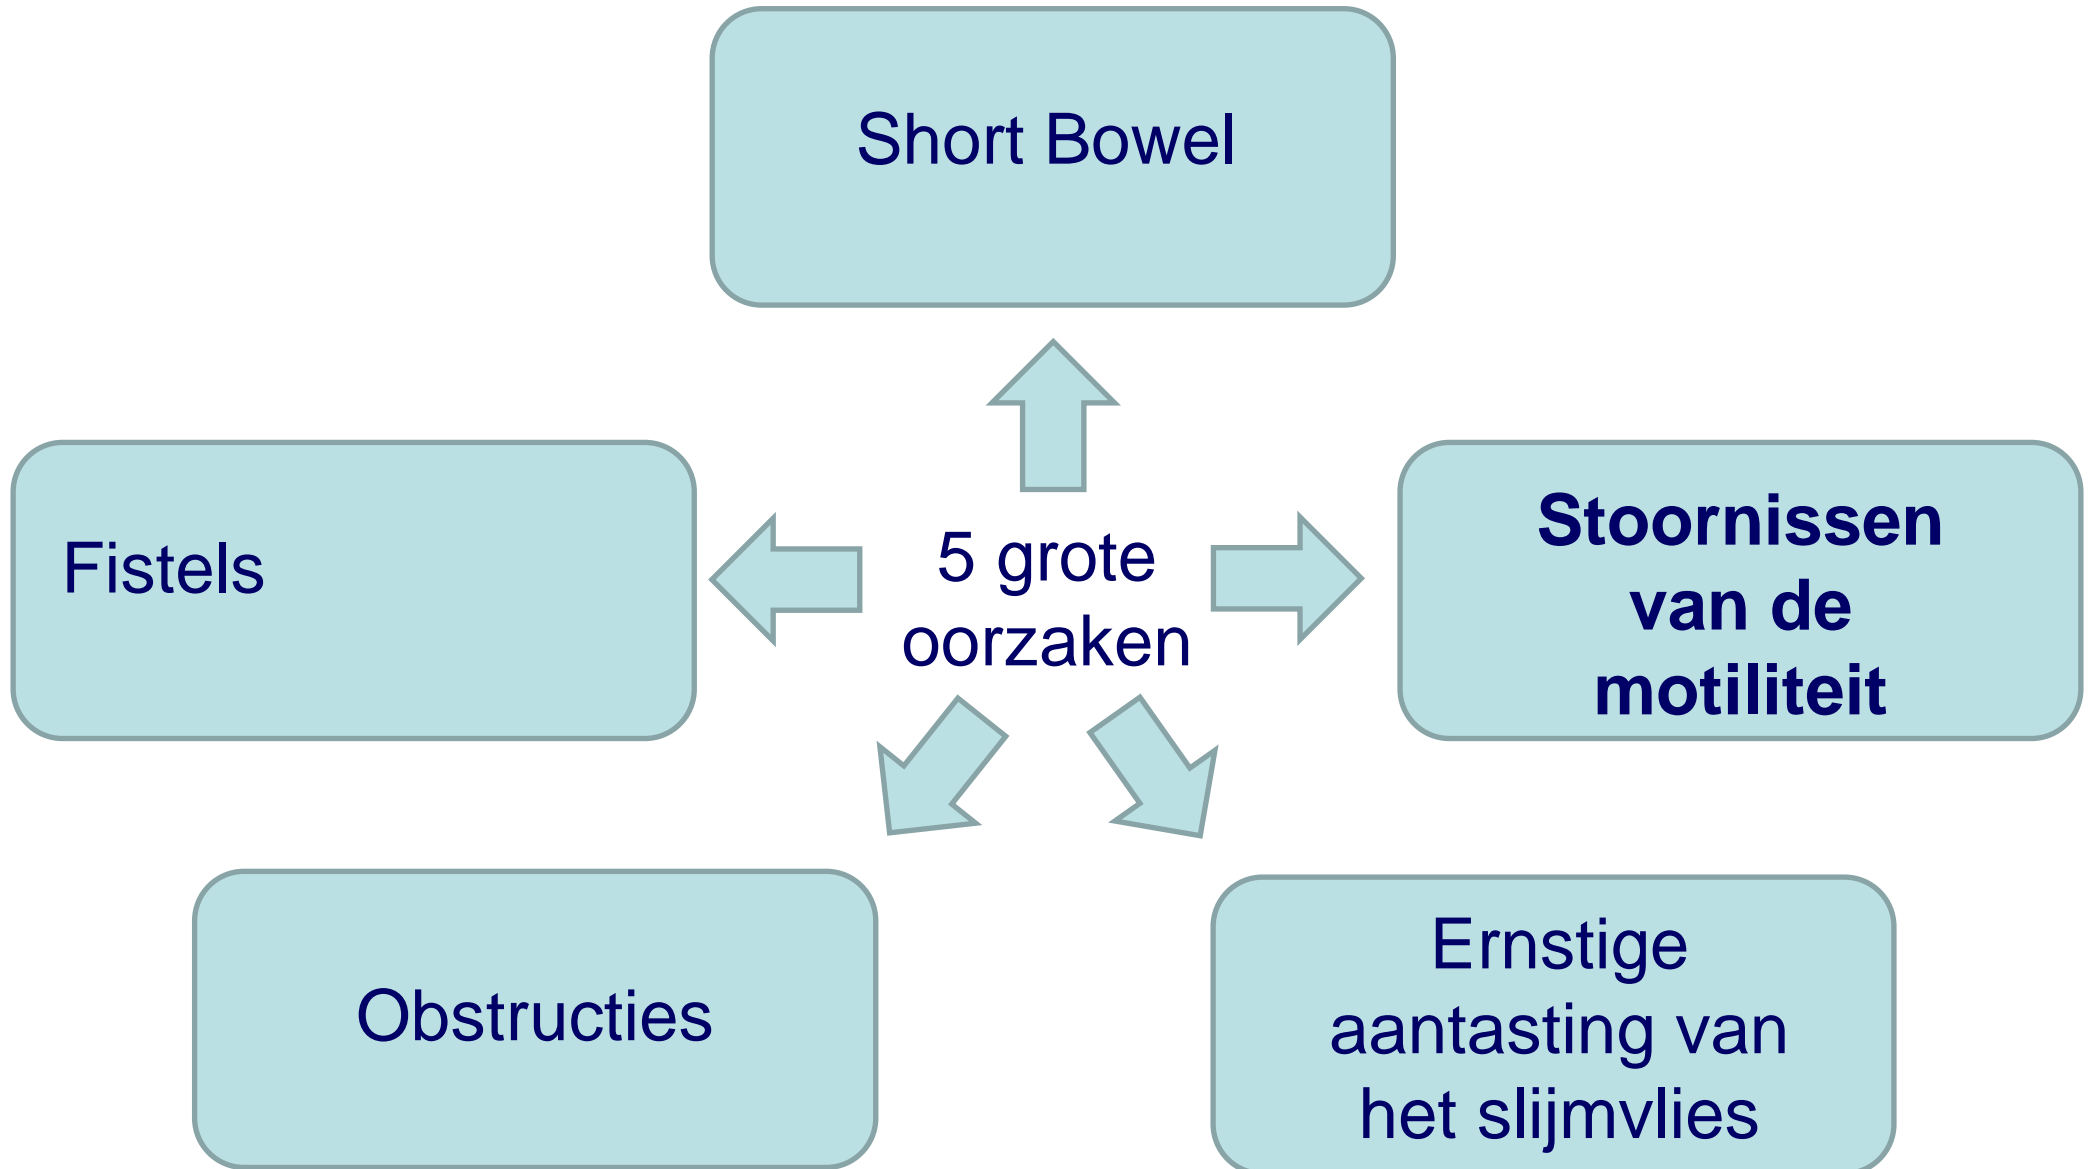 Short Bowel
Fistels
5 grote
oorzaken
Stoornissen
van de
motiliteit
Obstructies
Ernstige
aantasting van
het slijmvlies